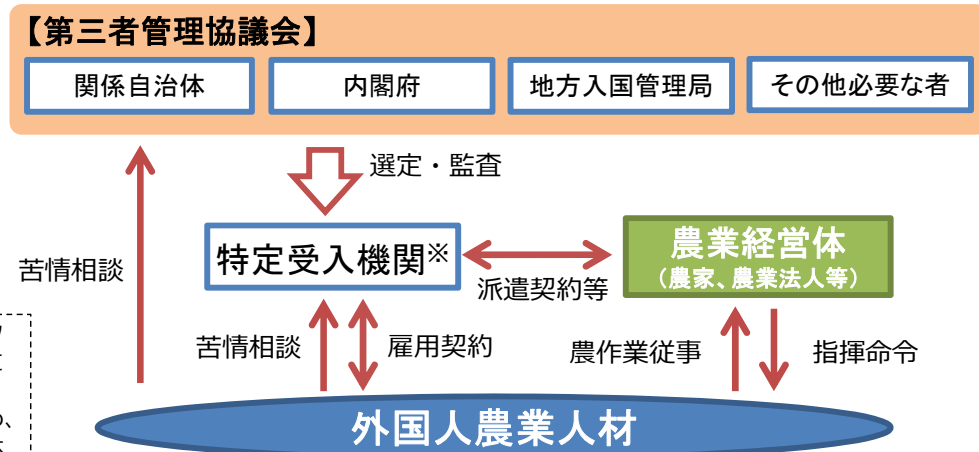 【第三者管理協議会】
関係自治体
内閣府
地方入国管理局
その他必要な者
選定・監査
苦情相談
特定受入機関※
派遣契約等
農業経営体
（農家、農業法人等）
苦情相談
雇用契約
農作業従事
指揮命令
外国人農業人材